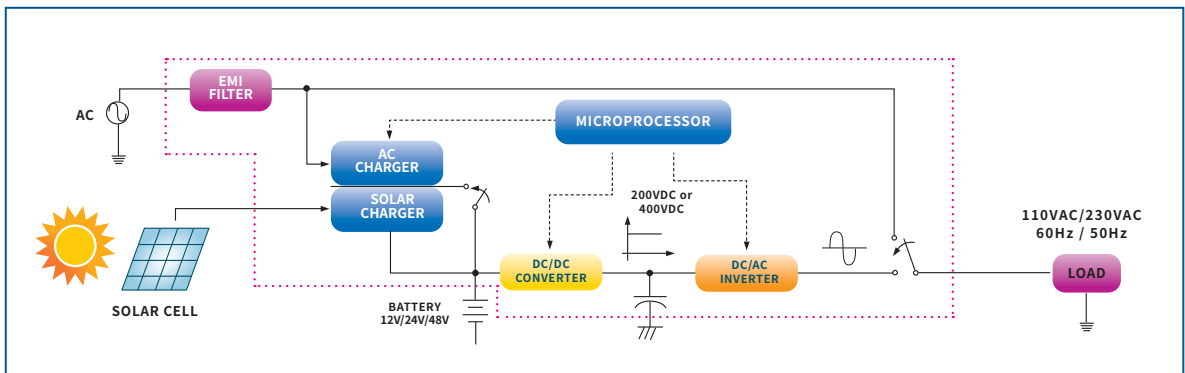 EMI
FILTER
AC
MICROPROCESSOR
AC
CHARGER
SOLAR
CHARGER
200VDC or
400VDC
110VAC/230VAC
60Hz / 50Hz
DC/DC
CONVERTER
DC/AC
INVERTER
LOAD
SOLAR CELL
BATTERY
12V/24V/48V